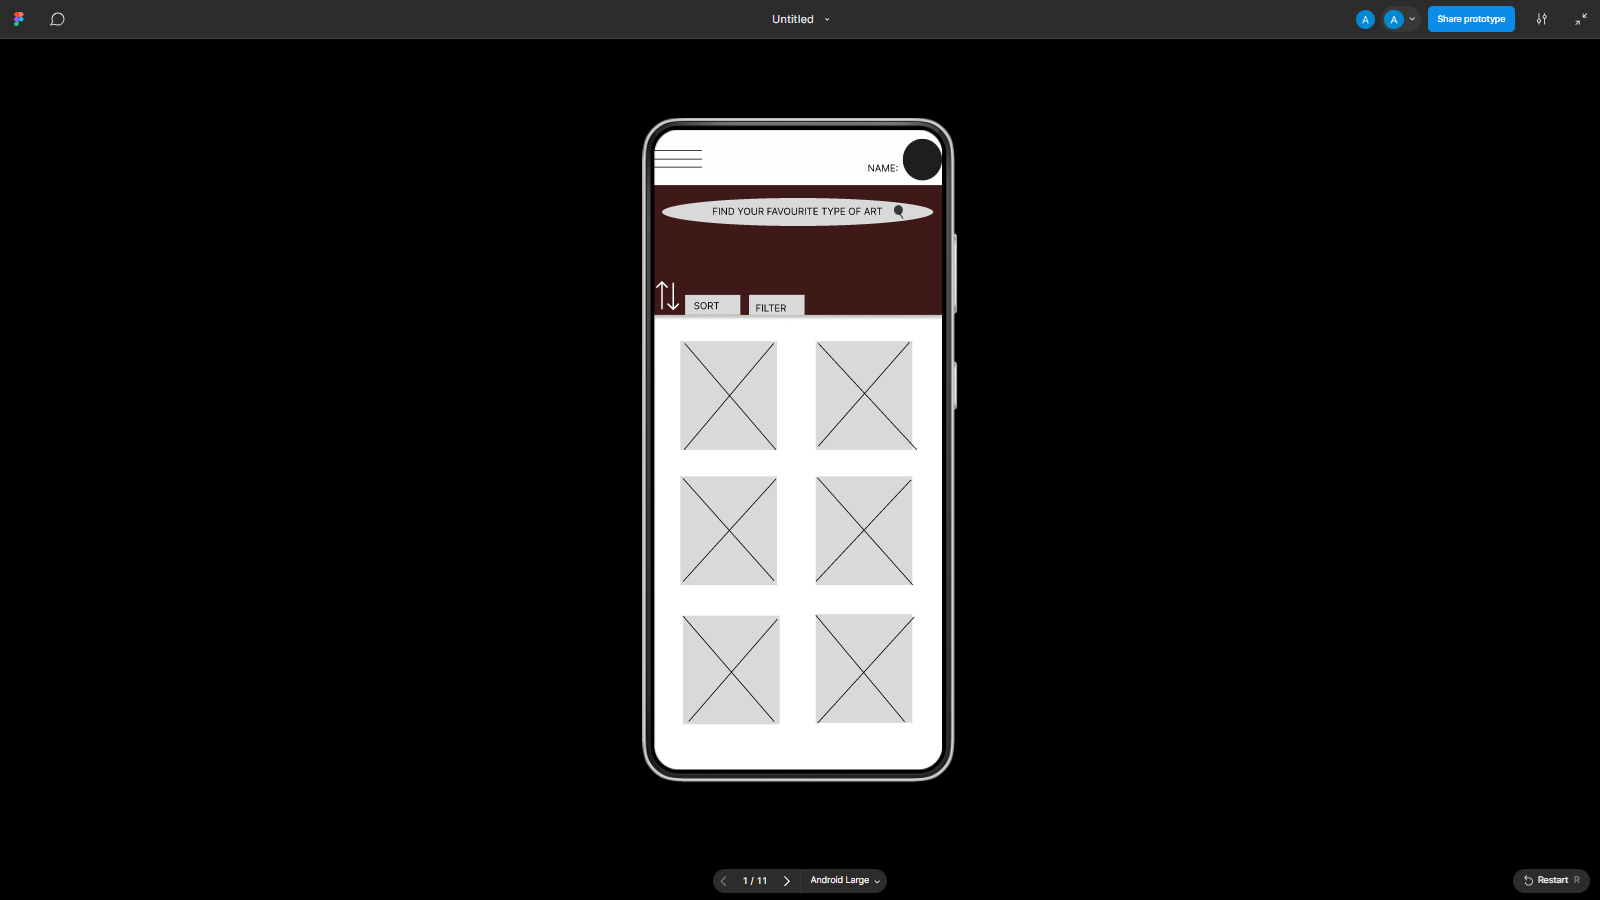 Untitled
A
A
Share prototype
NAME:
FIND YOUR FAVOURITE TYPE OF ART
SORT
FILTER
1 / 11
Android Large
Restart R